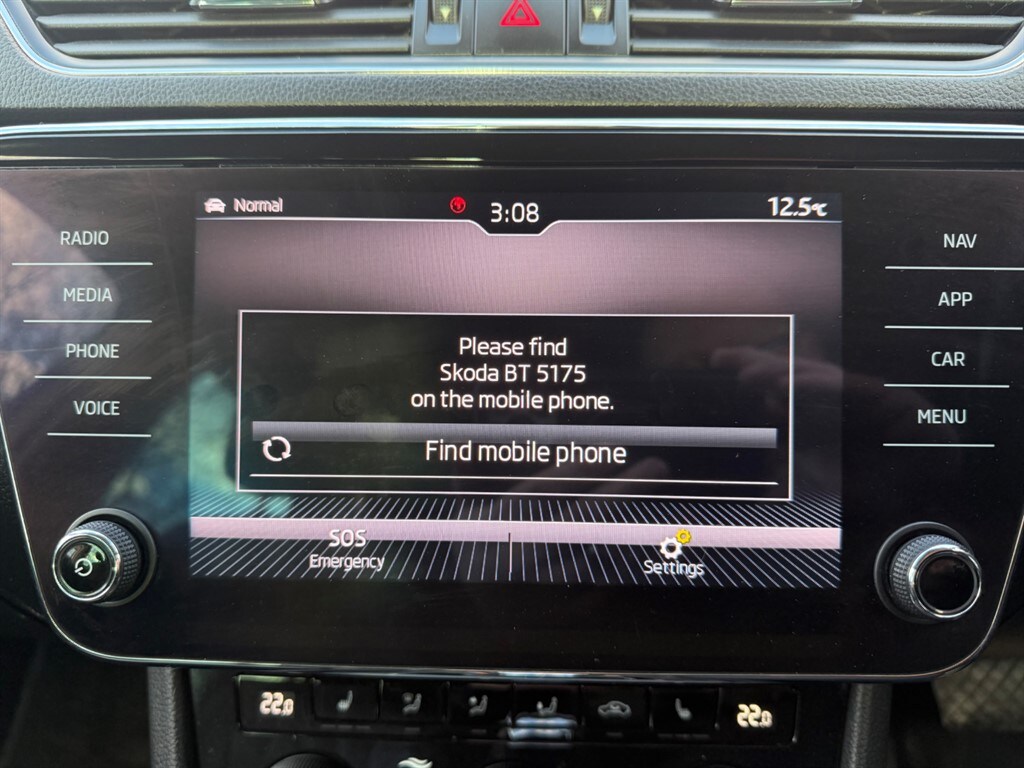 Normal
3:08
12.5°C
RADIO
MEDIA
PHONE
VOICE
Please find
Skoda BT 5175
on the mobile phone.
Find mobile phone
SOS
Emergency
Settings
NAV
APP
CAR
MENU
22.0
22.0